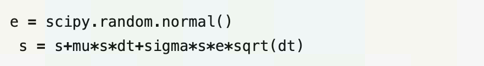 e = scipy.random.normal()
s = s+mu*s*dt+sigma*s*e*sqrt(dt)